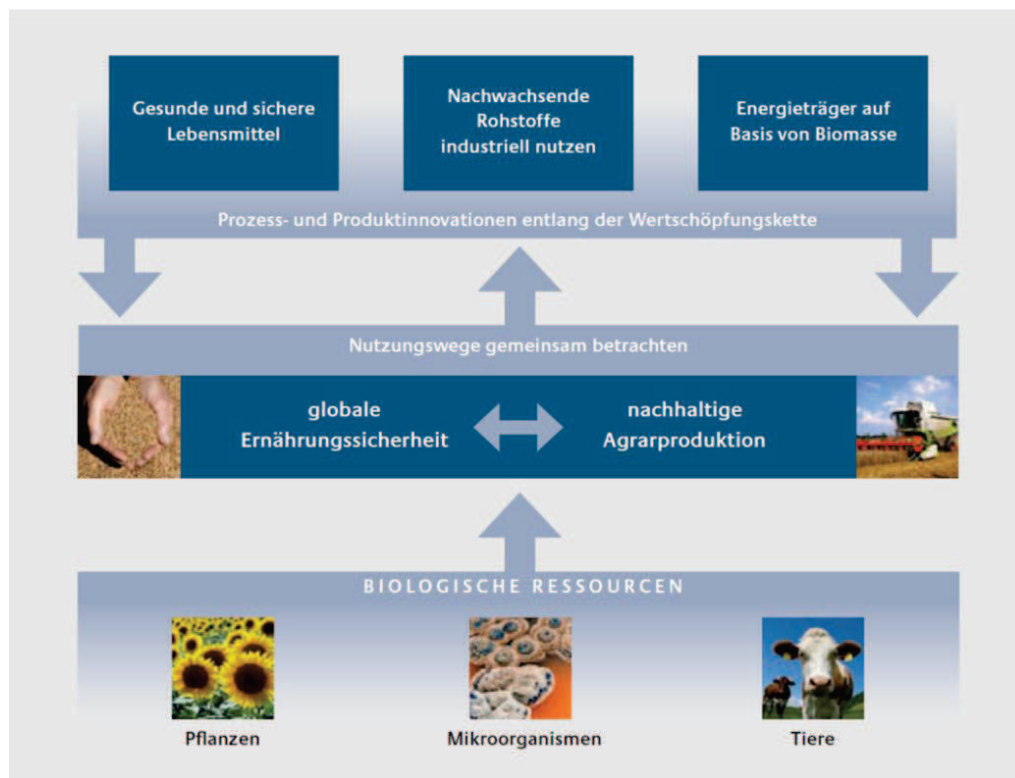 Gesunde und sichere
Lebensmittel
Nachwachsende
Rohstoffe
industriell nutzen
Energieträger auf
Basis von Biomasse
Prozess- und Produktinnovationen entlang der Wertschöpfungskette
Nutzungswege gemeinsam betrachten
globale
Ernährungssicherheit
nachhaltige
Agrarproduktion
BIOLOGISCHE RESSOURCEN
Pflanzen
Mikroorganismen
Tiere